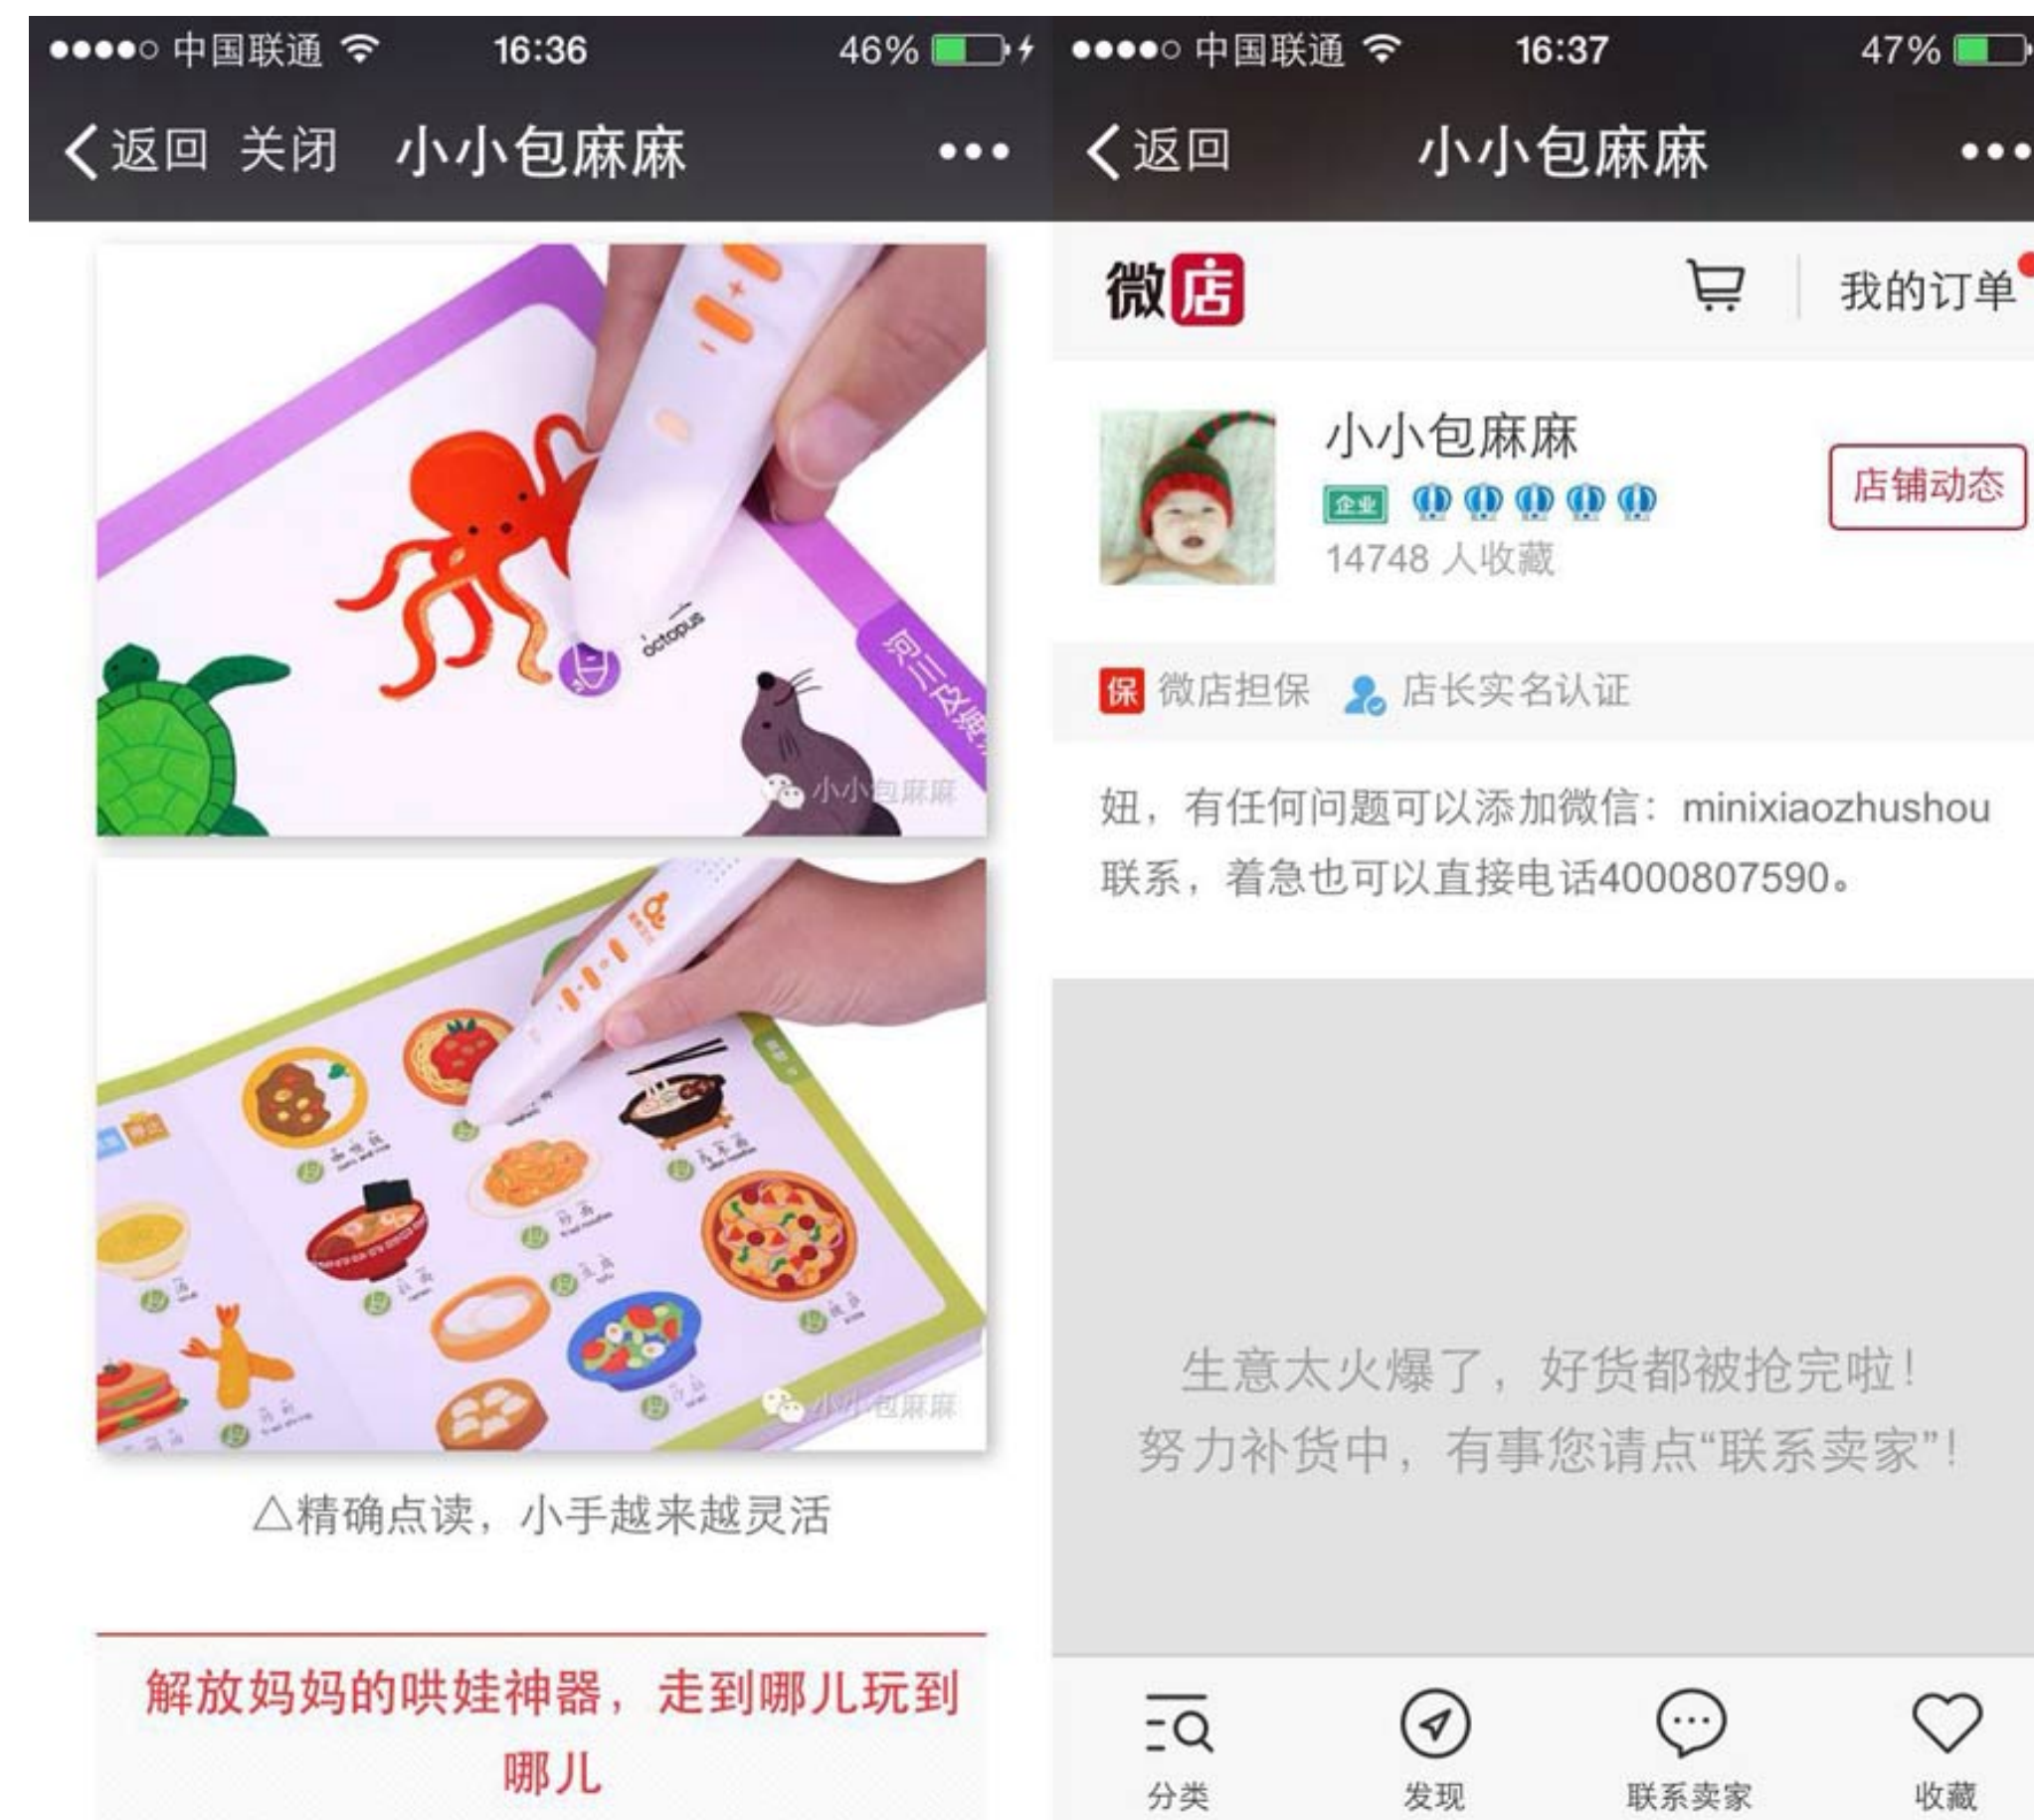 中国联通 16:36 46%
返回 关闭 小小包麻麻
octopus
河川及海
小小包麻麻
停止
小小包麻麻
△精确点读，小手越来越灵活
解放妈妈的哄娃神器，走到哪儿玩到
哪儿
中国联通 16:37 47%
返回 小小包麻麻
微店 我的订单
小小包麻麻
企业
14748 人收藏
店铺动态
保 微店担保 店长实名认证
妞，有任何问题可以添加微信：minixiaozhushou
联系，着急也可以直接电话4000807590。
生意太火爆了，好货都被抢完啦！
努力补货中，有事您请点“联系卖家”！
分类 发现 联系卖家 收藏